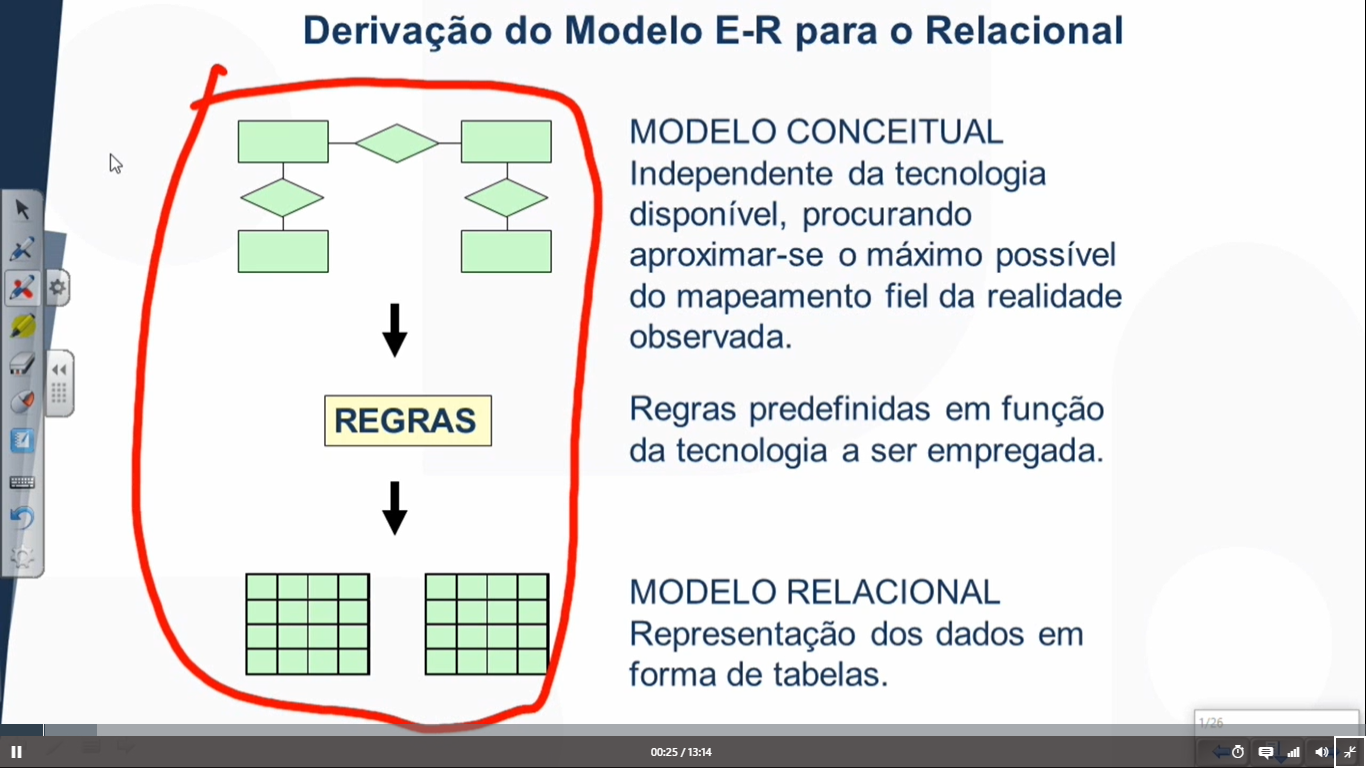 Derivação do Modelo E-R para o Relacional
MODELO CONCEITUAL
Independente da tecnologia
disponível, procurando
aproximar-se o máximo possível
do mapeamento fiel da realidade
observada.
REGRAS
Regras predefinidas em função
da tecnologia a ser empregada.
MODELO RELACIONAL
Representação dos dados em
forma de tabelas.
1/26
00:25 / 13:14